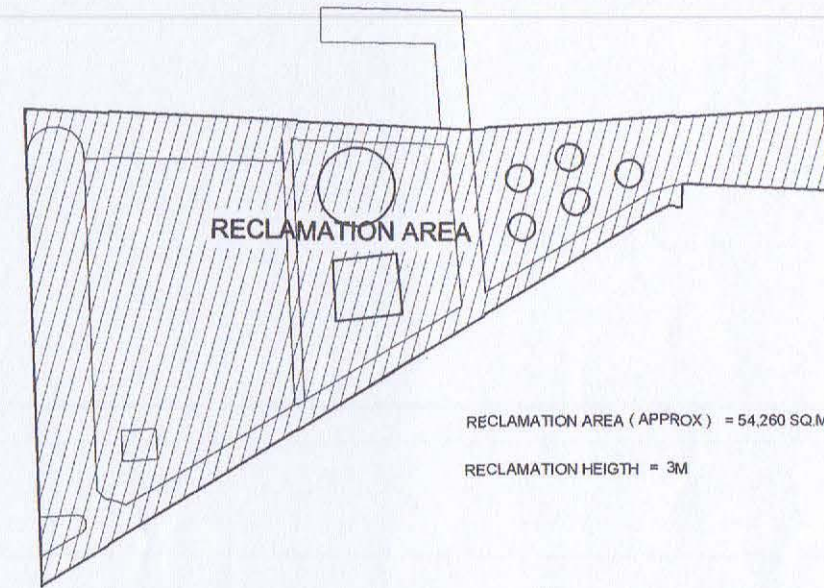 RECLAMATION AREA
RECLAMATION AREA ( APPROX ) = 54,260 SQ.M
RECLAMATION HEIGTH = 3M